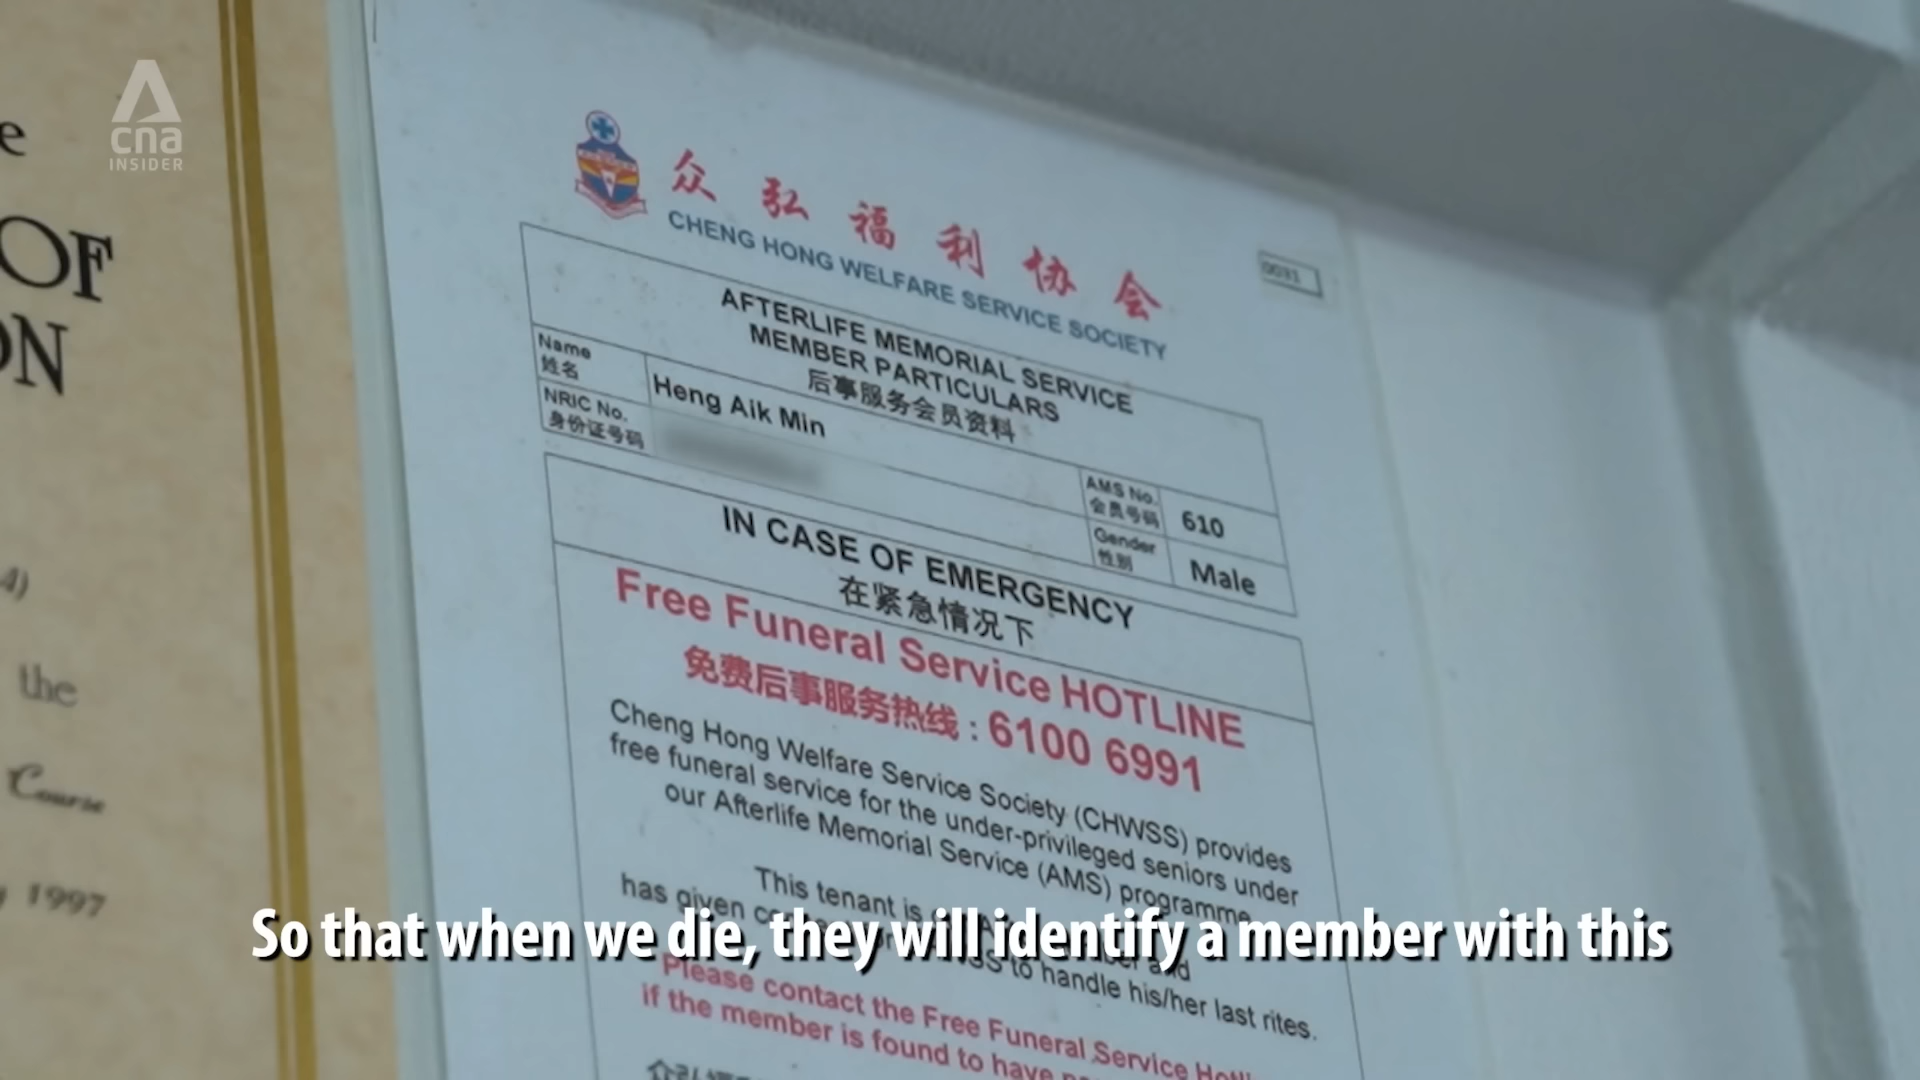 cna
INSIDER
e
OF
ON
4)
the
Course
1997
众弘福利协会
CHENG HONG WELFARE SERVICE SOCIETY
0031
AFTERLIFE MEMORIAL SERVICE
MEMBER PARTICULARS
后事服务会员资料
Name
姓名
Heng Aik Min
AMS No.
会员号码
610
NRIC No.
身份证号码
Gender
性别
Male
IN CASE OF EMERGENCY
在紧急情况下
Free Funeral Service HOTLINE
免费后事服务热线 : 6100 6991
Cheng Hong Welfare Service Society (CHWSS) provides
free funeral service for the under-privileged seniors under
our Afterlife Memorial Service (AMS) programme
This tenant is
has given to handle his/her last rites.
Please contact the Free Funeral Service
if the member is found to have
So that when we die, they will identify a member with this